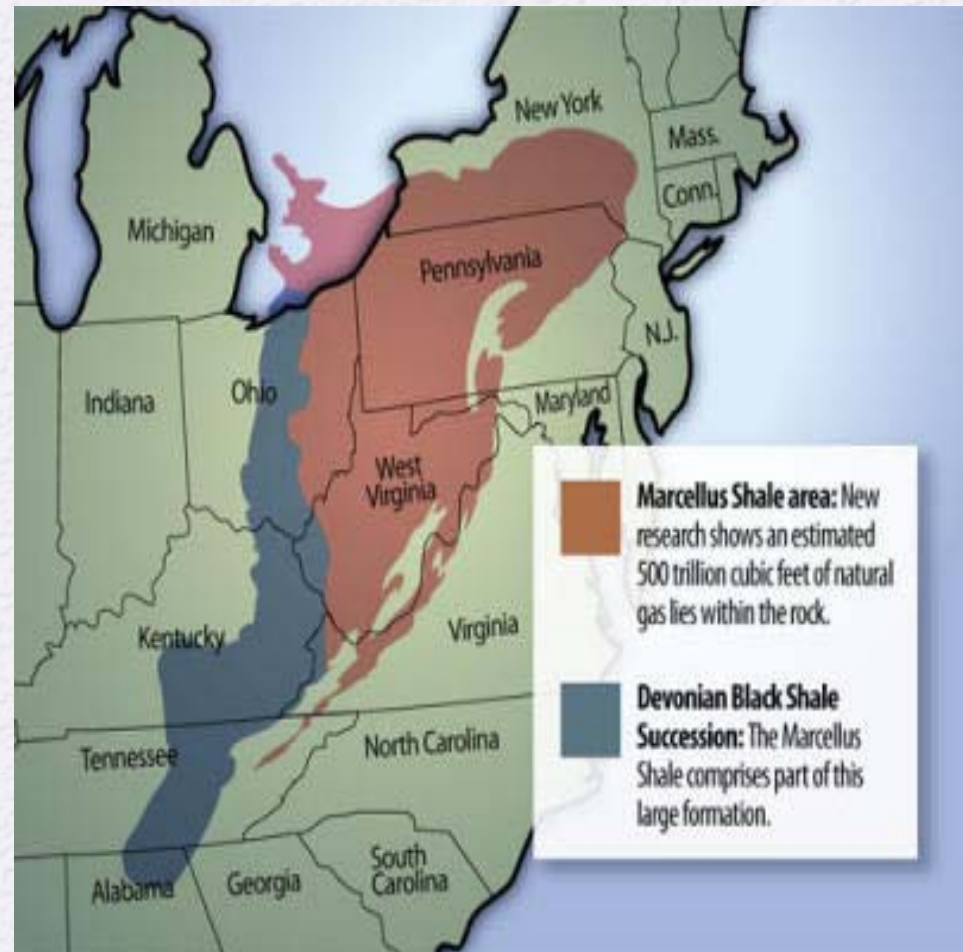 New York
Mass.
Conn.
Michigan
Pennsylvania
N.J.
Indiana
Ohio
Maryland
West
Virginia
Marcellus Shale area: New
research shows an estimated
500 trillion cubic feet of natural
gas lies within the rock.
Kentucky
Virginia
Devonian Black Shale
Succession: The Marcellus
Shale comprises part of this
large formation.
Tennessee
North Carolina
Alabama
Georgia
South
Carolina